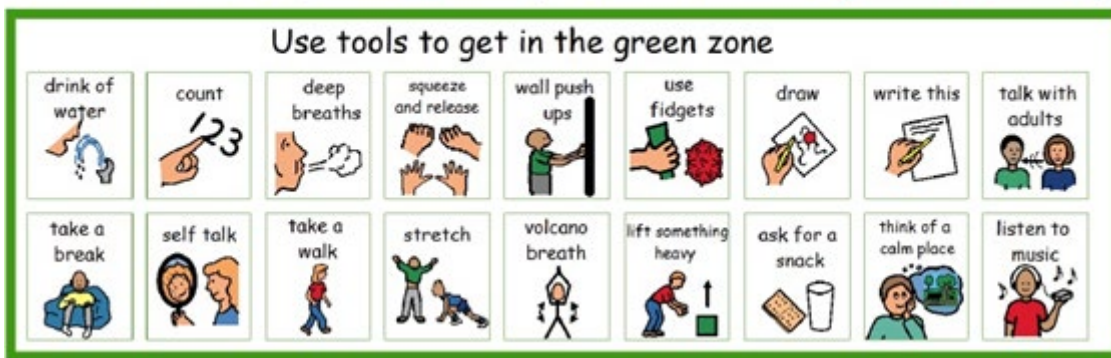 Use tools to get in the green zone
drink of
water
count
123
deep
breaths
squeeze
and release
wall push
ups
use
fidgets
draw
write this
talk with
adults
take a
break
self talk
take a
walk
stretch
volcano
breath
lift something
heavy
ask for a
snack
think of a
calm place
listen to
music